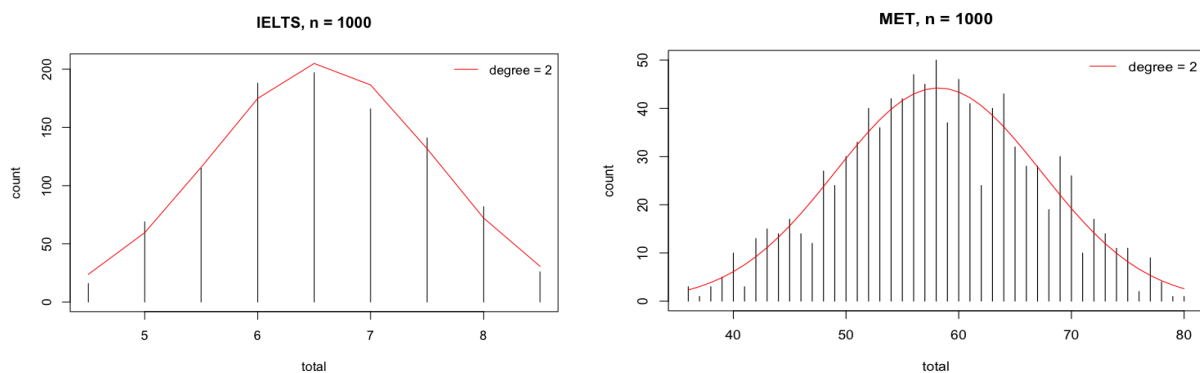 IELTS, n = 1000
degree = 2
count
200
150
100
50
0
5 6 7 8
total
MET, n = 1000
degree = 2
count
50
40
30
20
10
0
40 50 60 70 80
total